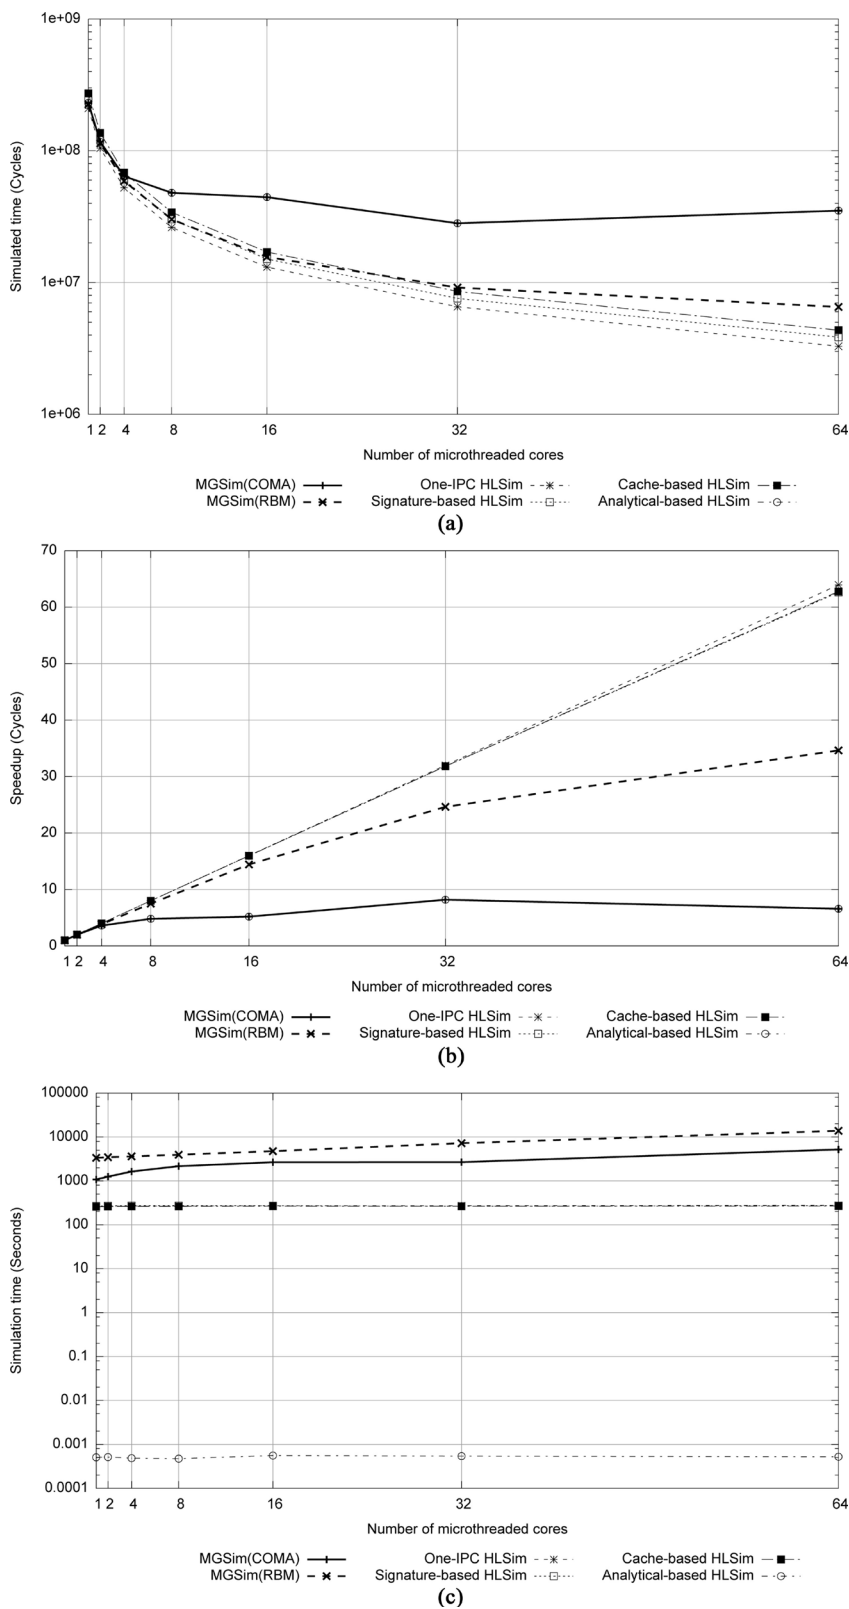 1e+09
1e+08
1e+07
1e+06
Simulated time (Cycles)
1 2 4 8 16 32 64
Number of microthreaded cores
MGSim(COMA) One-IPC HLSim Cache-based HLSim
MGSim(RBM) Signature-based HLSim Analytical-based HLSim
(a)
70
60
50
40
30
20
10
0
Speedup (Cycles)
1 2 4 8 16 32 64
Number of microthreaded cores
MGSim(COMA) One-IPC HLSim Cache-based HLSim
MGSim(RBM) Signature-based HLSim Analytical-based HLSim
(b)
100000
10000
1000
100
10
1
0.1
0.01
0.001
0.0001
Simulation time (Seconds)
1 2 4 8 16 32 64
Number of microthreaded cores
MGSim(COMA) One-IPC HLSim Cache-based HLSim
MGSim(RBM) Signature-based HLSim Analytical-based HLSim
(c)